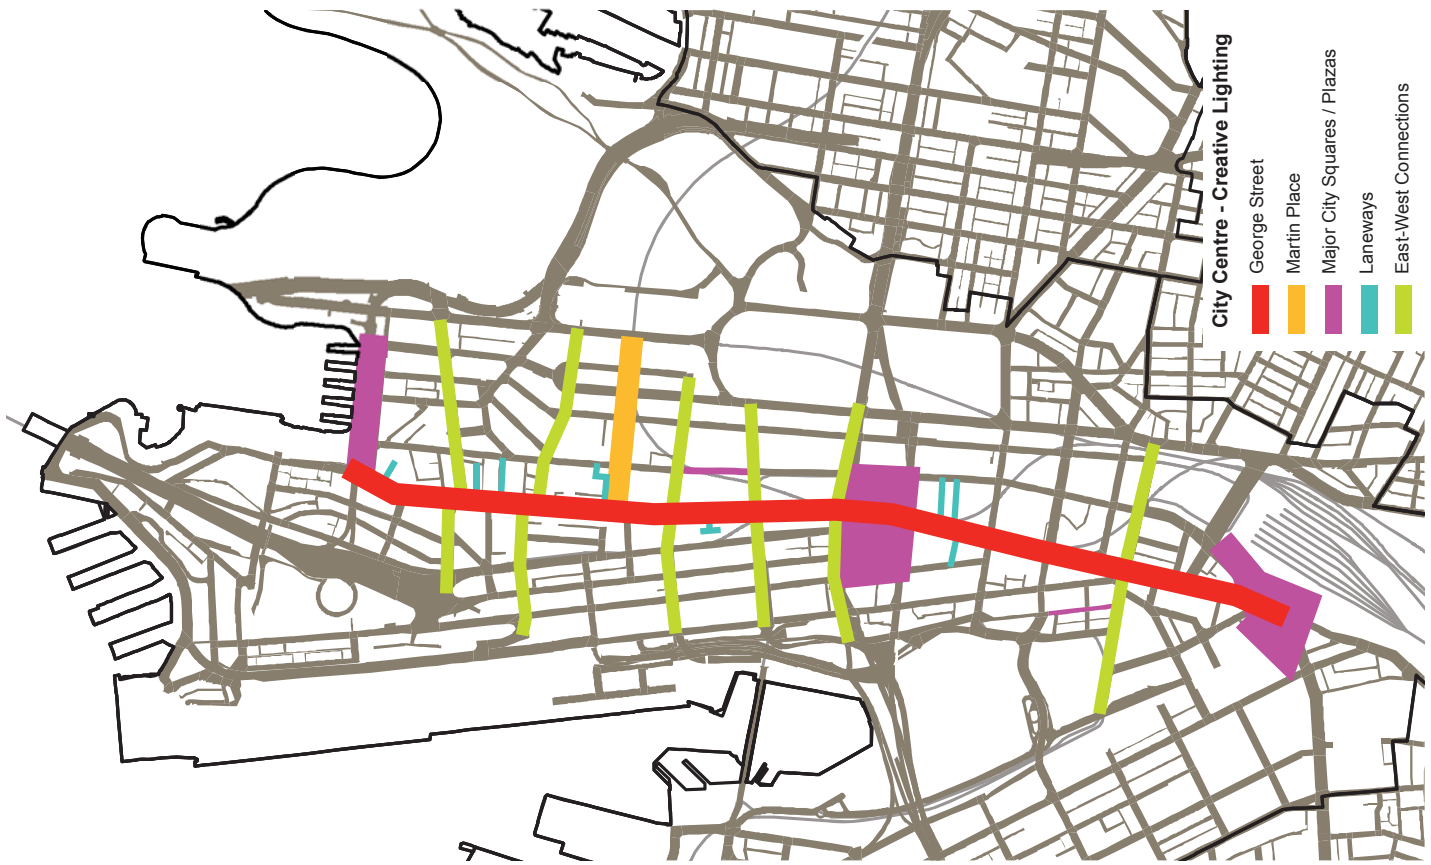 City Centre - Creative Lighting
George Street
Martin Place
Major City Squares / Plazas
Laneways
East-West Connections